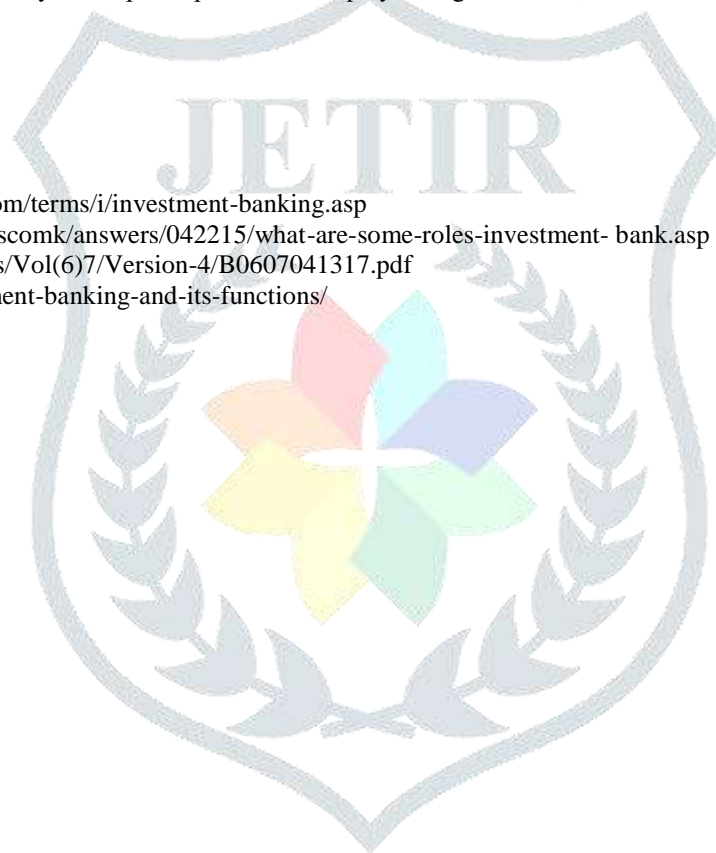 JETIR
om/terms/i/investment-banking.asp
scomk/answers/042215/what-are-some-roles-investment- bank.asp
s/Vol(6)7/Version-4/B0607041317.pdf
ent-banking-and-its-functions/